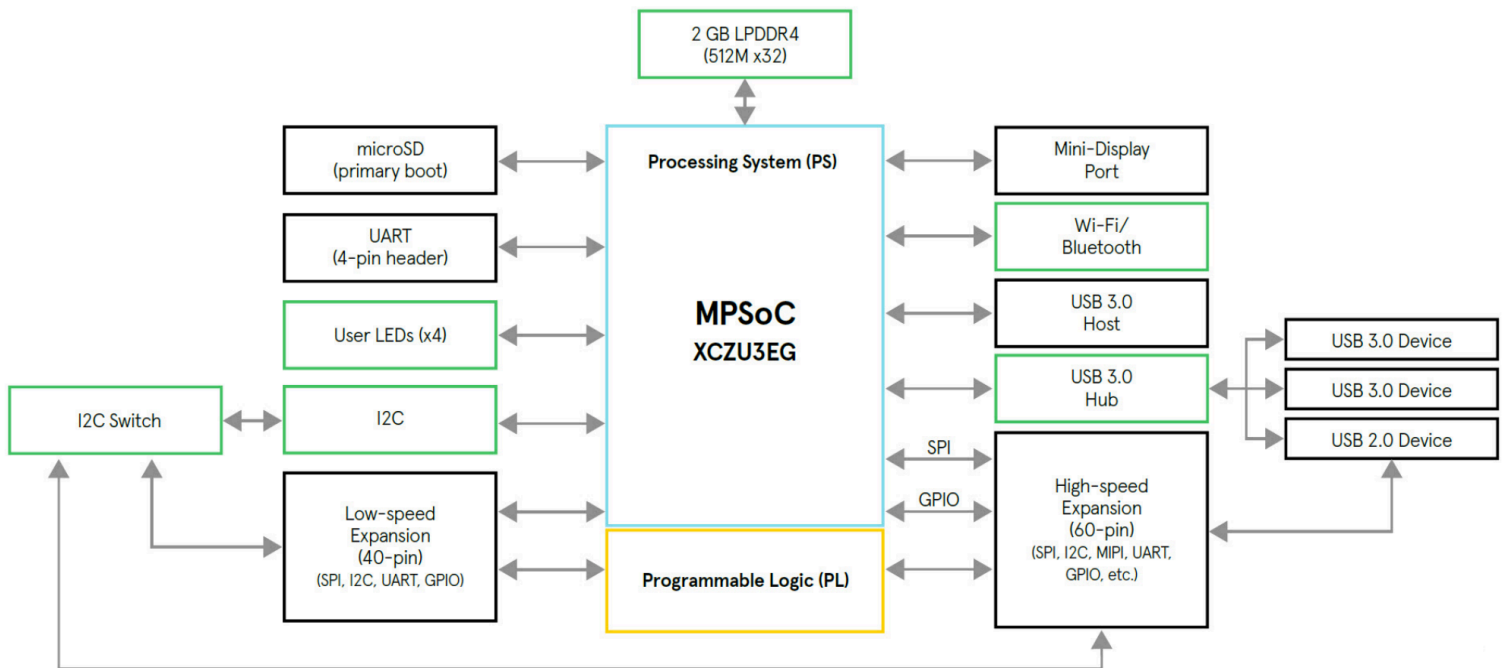 2 GB LPDDR4
(512M x32)
microSD
(primary boot)
Processing System (PS)
Mini-Display
Port
UART
(4-pin header)
Wi-Fi/
Bluetooth
MPSoC
XCZU3EG
USB 3.0
Host
User LEDs (x4)
USB 3.0 Device
I2C Switch
I2C
USB 3.0
Hub
USB 3.0 Device
USB 2.0 Device
SPI
GPIO
Low-speed
Expansion
(40-pin)
(SPI, I2C, UART, GPIO)
High-speed
Expansion
(60-pin)
(SPI, I2C, MIPI, UART,
GPIO, etc.)
Programmable Logic (PL)